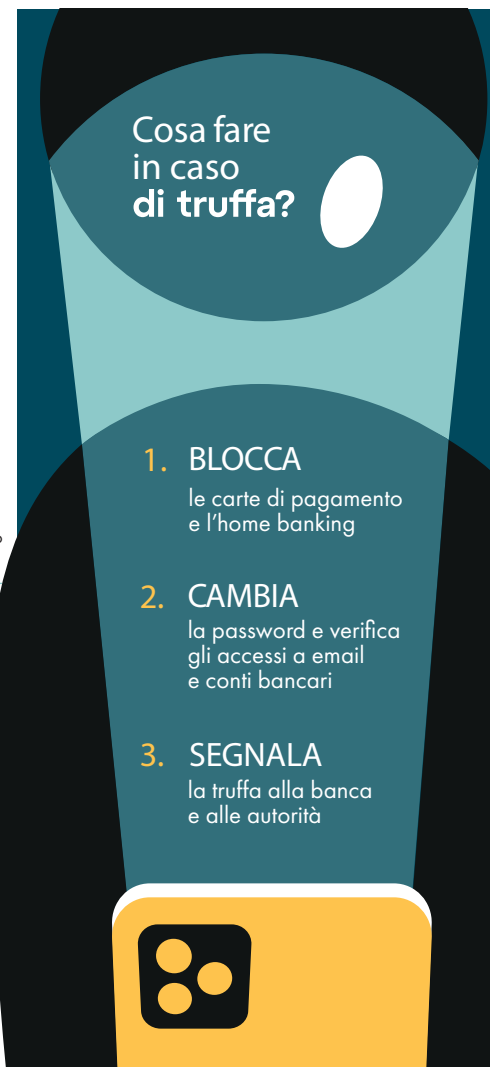 Cosa fare
in caso
di truffa?
1. BLOCCA
le carte di pagamento
e l'home banking
2. CAMBIA
la password e verifica
gli accessi a email
e conti bancari
3. SEGNALA
la truffa alla banca
e alle autorità